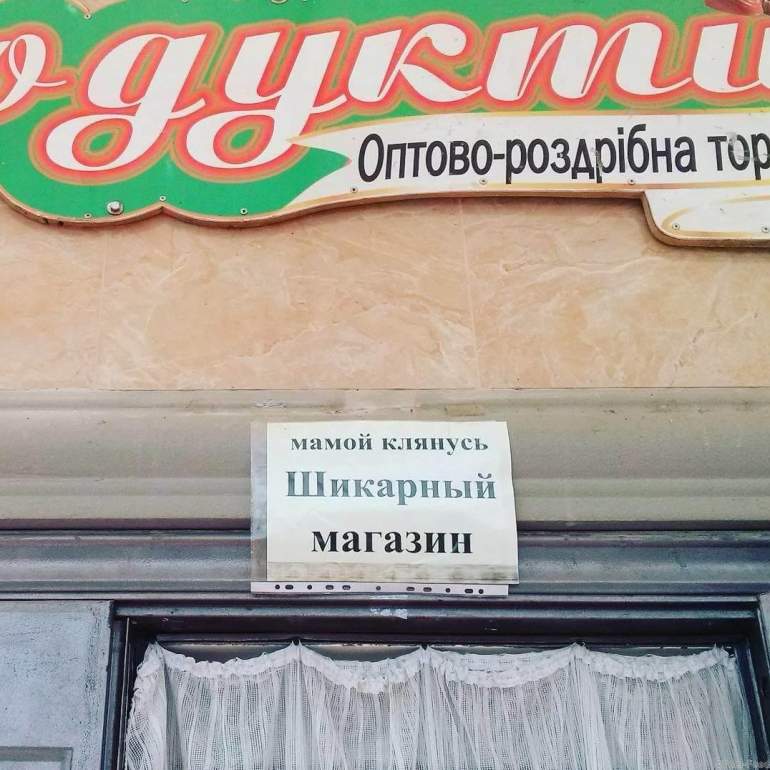 одукти
Оптово-роздрібна тор
мамой клянусь
Шикарный
магазин